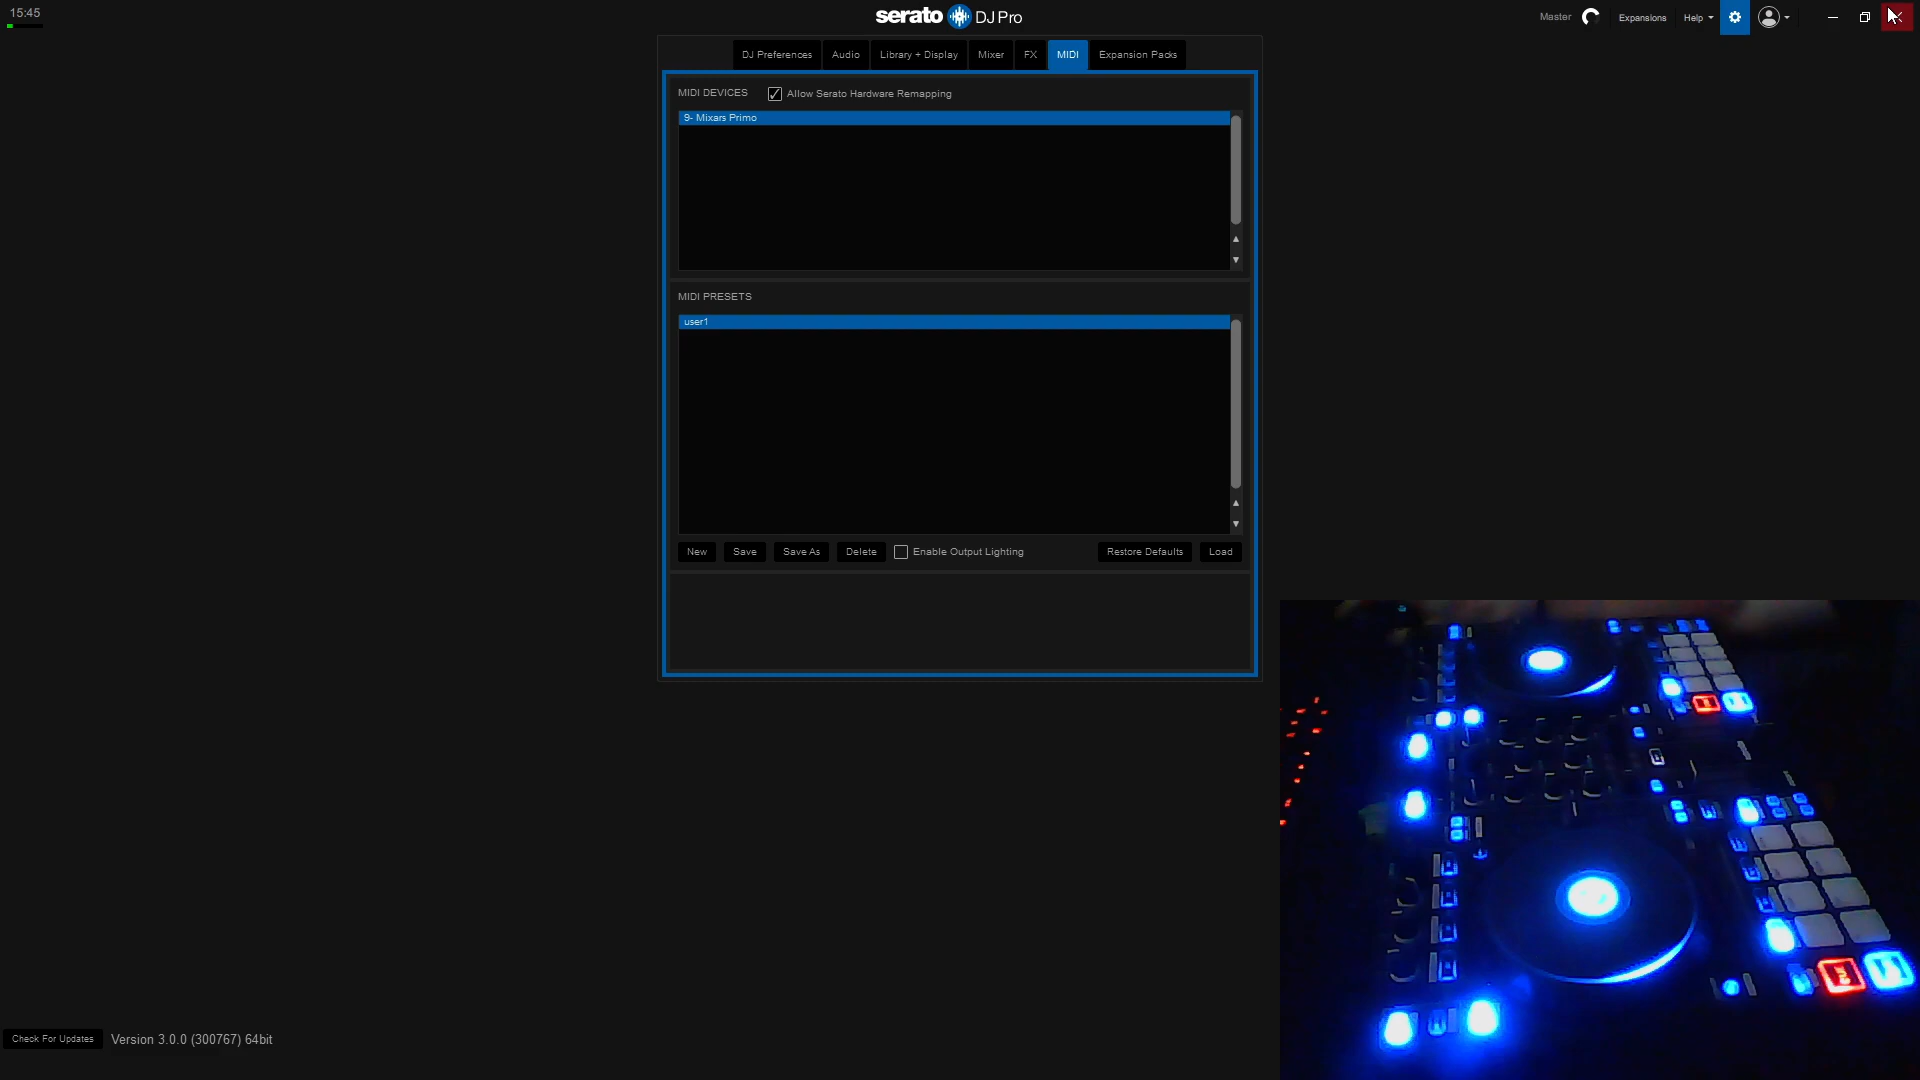 15:45
serato DJ Pro
Master
Expansions
Help
DJ Preferences
Audio
Library + Display
Mixer
FX
MIDI
Expansion Packs
MIDI DEVICES
Allow Serato Hardware Remapping
9- Mixars Primo
MIDI PRESETS
user1
New
Save
Save As
Delete
Enable Output Lighting
Restore Defaults
Load
Check For Updates
Version 3.0.0 (300767) 64bit